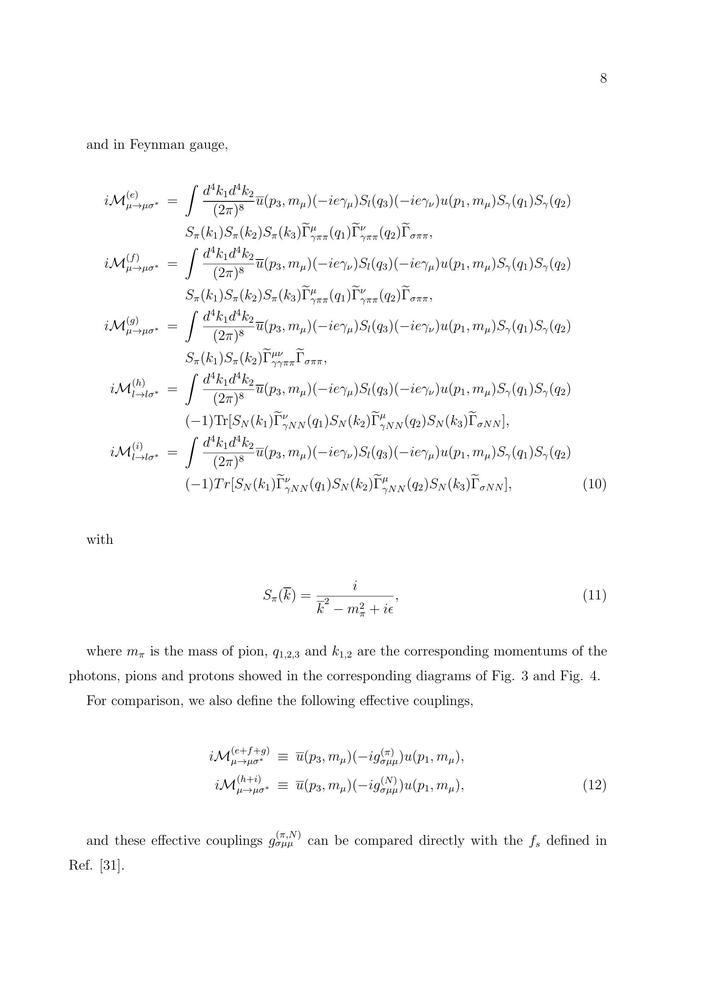 8
and in Feynman gauge,
$i\mathcal{M}^{(e)}_{\mu\to\mu\sigma^*} = \int \frac{d^4k_1 d^4k_2}{(2\pi)^8} \overline{u}(p_3, m_\mu)(-ie\gamma_\mu)S_l(q_3)(-ie\gamma_\nu)u(p_1, m_\mu)S_\gamma(q_1)S_\gamma(q_2)$
$S_\pi(k_1)S_\pi(k_2)S_\pi(k_3)\widetilde{\Gamma}^\mu_{\gamma\pi\pi}(q_1)\widetilde{\Gamma}^\nu_{\gamma\pi\pi}(q_2)\widetilde{\Gamma}_{\sigma\pi\pi},$
$i\mathcal{M}^{(f)}_{\mu\to\mu\sigma^*} = \int \frac{d^4k_1 d^4k_2}{(2\pi)^8} \overline{u}(p_3, m_\mu)(-ie\gamma_\nu)S_l(q_3)(-ie\gamma_\mu)u(p_1, m_\mu)S_\gamma(q_1)S_\gamma(q_2)$
$S_\pi(k_1)S_\pi(k_2)S_\pi(k_3)\widetilde{\Gamma}^\mu_{\gamma\pi\pi}(q_1)\widetilde{\Gamma}^\nu_{\gamma\pi\pi}(q_2)\widetilde{\Gamma}_{\sigma\pi\pi},$
$i\mathcal{M}^{(g)}_{\mu\to\mu\sigma^*} = \int \frac{d^4k_1 d^4k_2}{(2\pi)^8} \overline{u}(p_3, m_\mu)(-ie\gamma_\mu)S_l(q_3)(-ie\gamma_\nu)u(p_1, m_\mu)S_\gamma(q_1)S_\gamma(q_2)$
$S_\pi(k_1)S_\pi(k_2)\widetilde{\Gamma}^{\mu\nu}_{\gamma\gamma\pi\pi}\widetilde{\Gamma}_{\sigma\pi\pi},$
$i\mathcal{M}^{(h)}_{l\to l\sigma^*} = \int \frac{d^4k_1 d^4k_2}{(2\pi)^8} \overline{u}(p_3, m_\mu)(-ie\gamma_\mu)S_l(q_3)(-ie\gamma_\nu)u(p_1, m_\mu)S_\gamma(q_1)S_\gamma(q_2)$
$(-1)\mathrm{Tr}[S_N(k_1)\widetilde{\Gamma}^\nu_{\gamma NN}(q_1)S_N(k_2)\widetilde{\Gamma}^\mu_{\gamma NN}(q_2)S_N(k_3)\widetilde{\Gamma}_{\sigma NN}],$
$i\mathcal{M}^{(i)}_{l\to l\sigma^*} = \int \frac{d^4k_1 d^4k_2}{(2\pi)^8} \overline{u}(p_3, m_\mu)(-ie\gamma_\nu)S_l(q_3)(-ie\gamma_\mu)u(p_1, m_\mu)S_\gamma(q_1)S_\gamma(q_2)$
$(-1)Tr[S_N(k_1)\widetilde{\Gamma}^\nu_{\gamma NN}(q_1)S_N(k_2)\widetilde{\Gamma}^\mu_{\gamma NN}(q_2)S_N(k_3)\widetilde{\Gamma}_{\sigma NN}],$ (10)
with
$S_\pi(\overline{k}) = \frac{i}{\overline{k}^2 - m_\pi^2 + i\epsilon},$ (11)
where $m_\pi$ is the mass of pion, $q_{1,2,3}$ and $k_{1,2}$ are the corresponding momentums of the
photons, pions and protons showed in the corresponding diagrams of Fig. 3 and Fig. 4.
For comparison, we also define the following effective couplings,
$i\mathcal{M}^{(e+f+g)}_{\mu\to\mu\sigma^*} \equiv \overline{u}(p_3, m_\mu)(-ig^{(\pi)}_{\sigma\mu\mu})u(p_1, m_\mu),$
$i\mathcal{M}^{(h+i)}_{\mu\to\mu\sigma^*} \equiv \overline{u}(p_3, m_\mu)(-ig^{(N)}_{\sigma\mu\mu})u(p_1, m_\mu),$ (12)
and these effective couplings $g^{(\pi,N)}_{\sigma\mu\mu}$ can be compared directly with the $f_s$ defined in
Ref. [31].